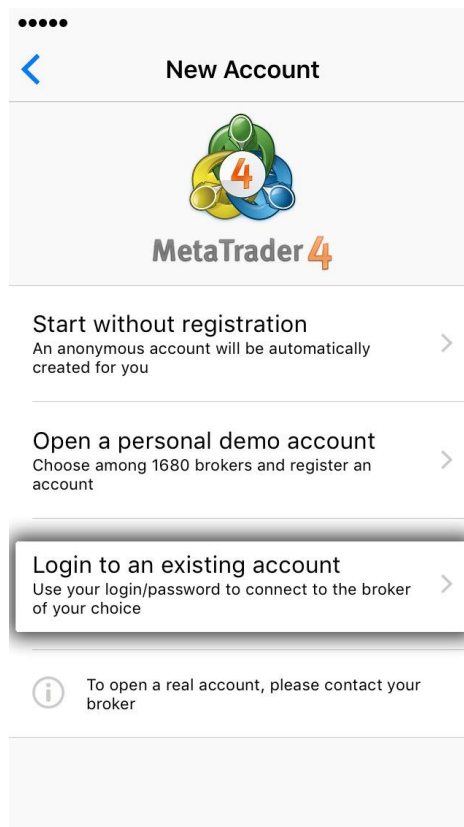 New Account
4
MetaTrader 4
Start without registration
An anonymous account will be automatically
created for you
Open a personal demo account
Choose among 1680 brokers and register an
account
Login to an existing account
Use your login/password to connect to the broker
of your choice
To open a real account, please contact your
broker